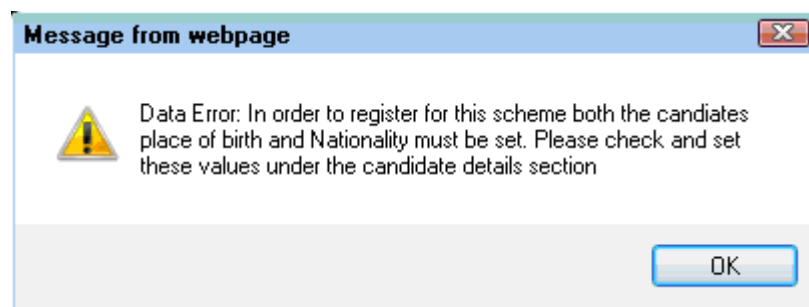 Message from webpage
Data Error: In order to register for this scheme both the candiates
place of birth and Nationality must be set. Please check and set
these values under the candidate details section
OK